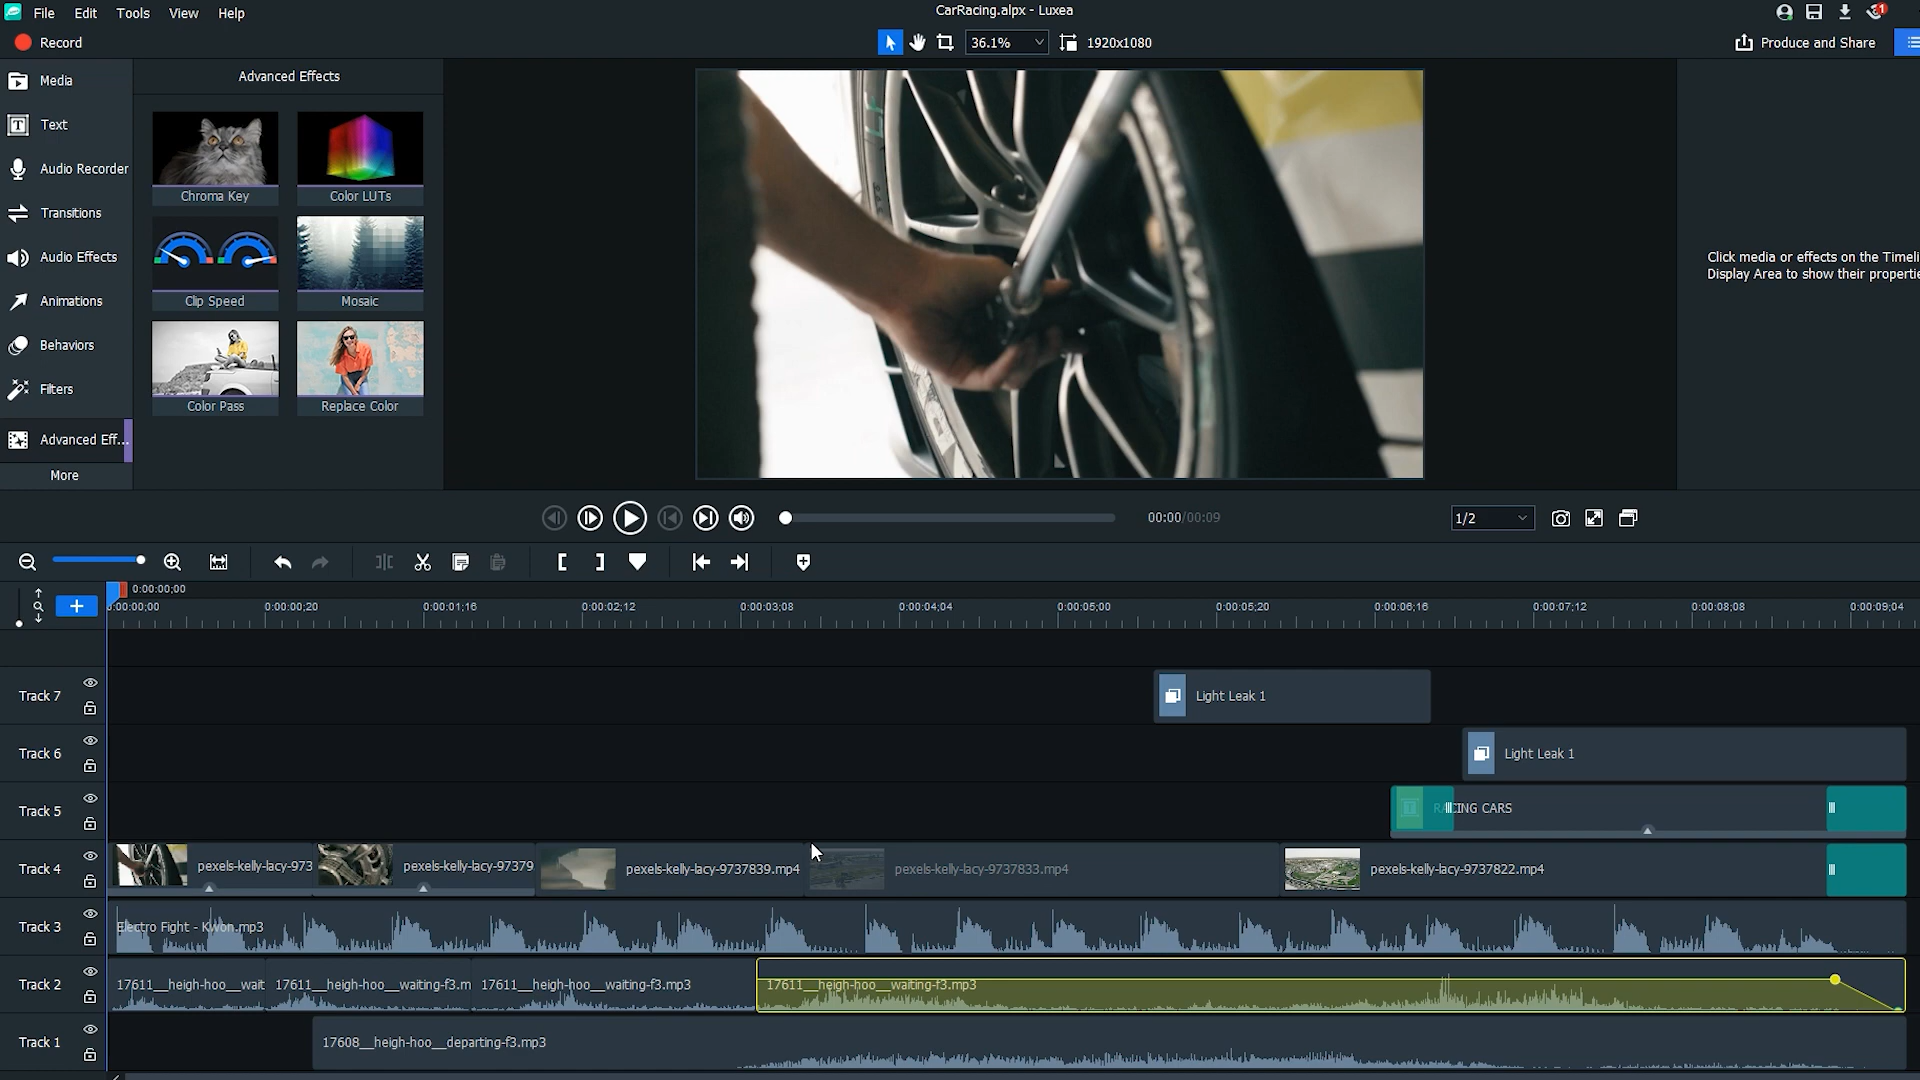 File Edit Tools View Help
CarRacing.alpx - Luxea
1
Record
36.1%
1920x1080
Produce and Share
Media
Text
Audio Recorder
Transitions
Audio Effects
Animations
Behaviors
Filters
Advanced Eff...
More
Advanced Effects
Chroma Key
Color LUTs
Clip Speed
Mosaic
Color Pass
Replace Color
Click media or effects on the Timeli
Display Area to show their propertie
00:00/00:09
1/2
0:00:00;00
0:00:00;00 0:00:00;20 0:00:01;16 0:00:02;12 0:00:03;08 0:00:04;04 0:00:05;00 0:00:05;20 0:00:06;16 0:00:07;12 0:00:08;08 0:00:09;04
Track 7
Light Leak 1
Track 6
Light Leak 1
Track 5
RACING CARS
Track 4
pexels-kelly-lacy-973
pexels-kelly-lacy-97379
pexels-kelly-lacy-9737839.mp4
pexels-kelly-lacy-9737833.mp4
pexels-kelly-lacy-9737822.mp4
Track 3
Electro Fight - Kwon.mp3
Track 2
17611__heigh-hoo__wait
17611__heigh-hoo__waiting-f3.m
17611__heigh-hoo__waiting-f3.mp3
17611__heigh-hoo__waiting-f3.mp3
Track 1
17608__heigh-hoo__departing-f3.mp3